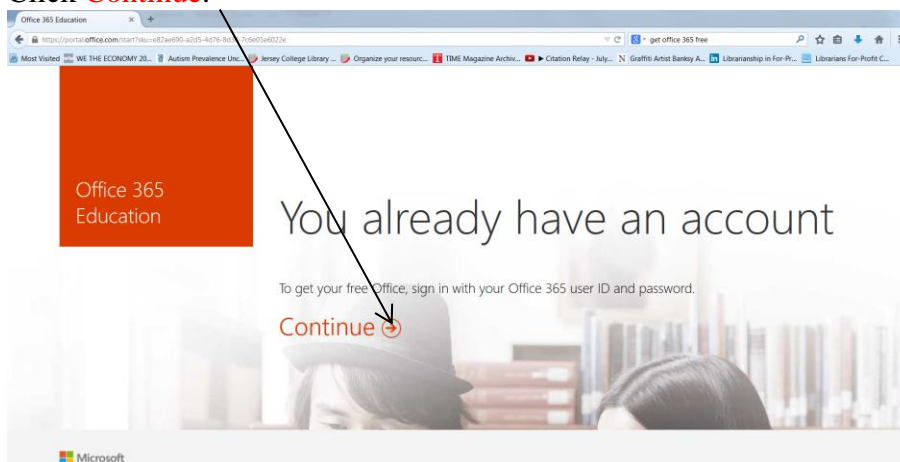 Click Continue.
Office 365 Education × +
https://portal.office.com/start?sku=e82ae690-a2d5-4d76-8d
get office 365 free
Most Visited WE THE ECONOMY 20... Autism Prevalence Unc... Jersey College Library ... Organize your resourc... TIME Magazine Archiv... ▶ Citation Relay - July... Graffiti Artist Banksy A... Librarianship in For-Pr... Librarians For-Profit C...
Office 365
Education
You already have an account
To get your free Office, sign in with your Office 365 user ID and password.
Continue
Microsoft